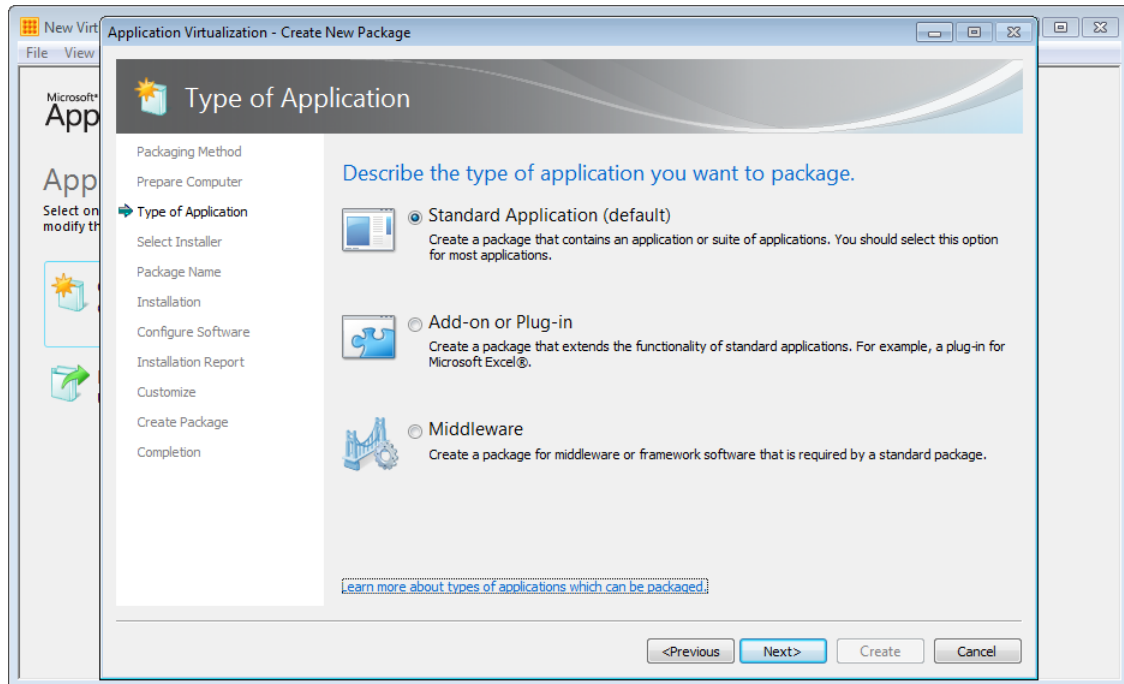 New Virt
Application Virtualization - Create New Package
File View
Microsoft®
App
Type of Application
App
Select on
modify th
Packaging Method
Prepare Computer
Type of Application
Select Installer
Package Name
Installation
Configure Software
Installation Report
Customize
Create Package
Completion
Describe the type of application you want to package.
Standard Application (default)
Create a package that contains an application or suite of applications. You should select this option
for most applications.
Add-on or Plug-in
Create a package that extends the functionality of standard applications. For example, a plug-in for
Microsoft Excel®.
Middleware
Create a package for middleware or framework software that is required by a standard package.
Learn more about types of applications which can be packaged.
<Previous
Next>
Create
Cancel